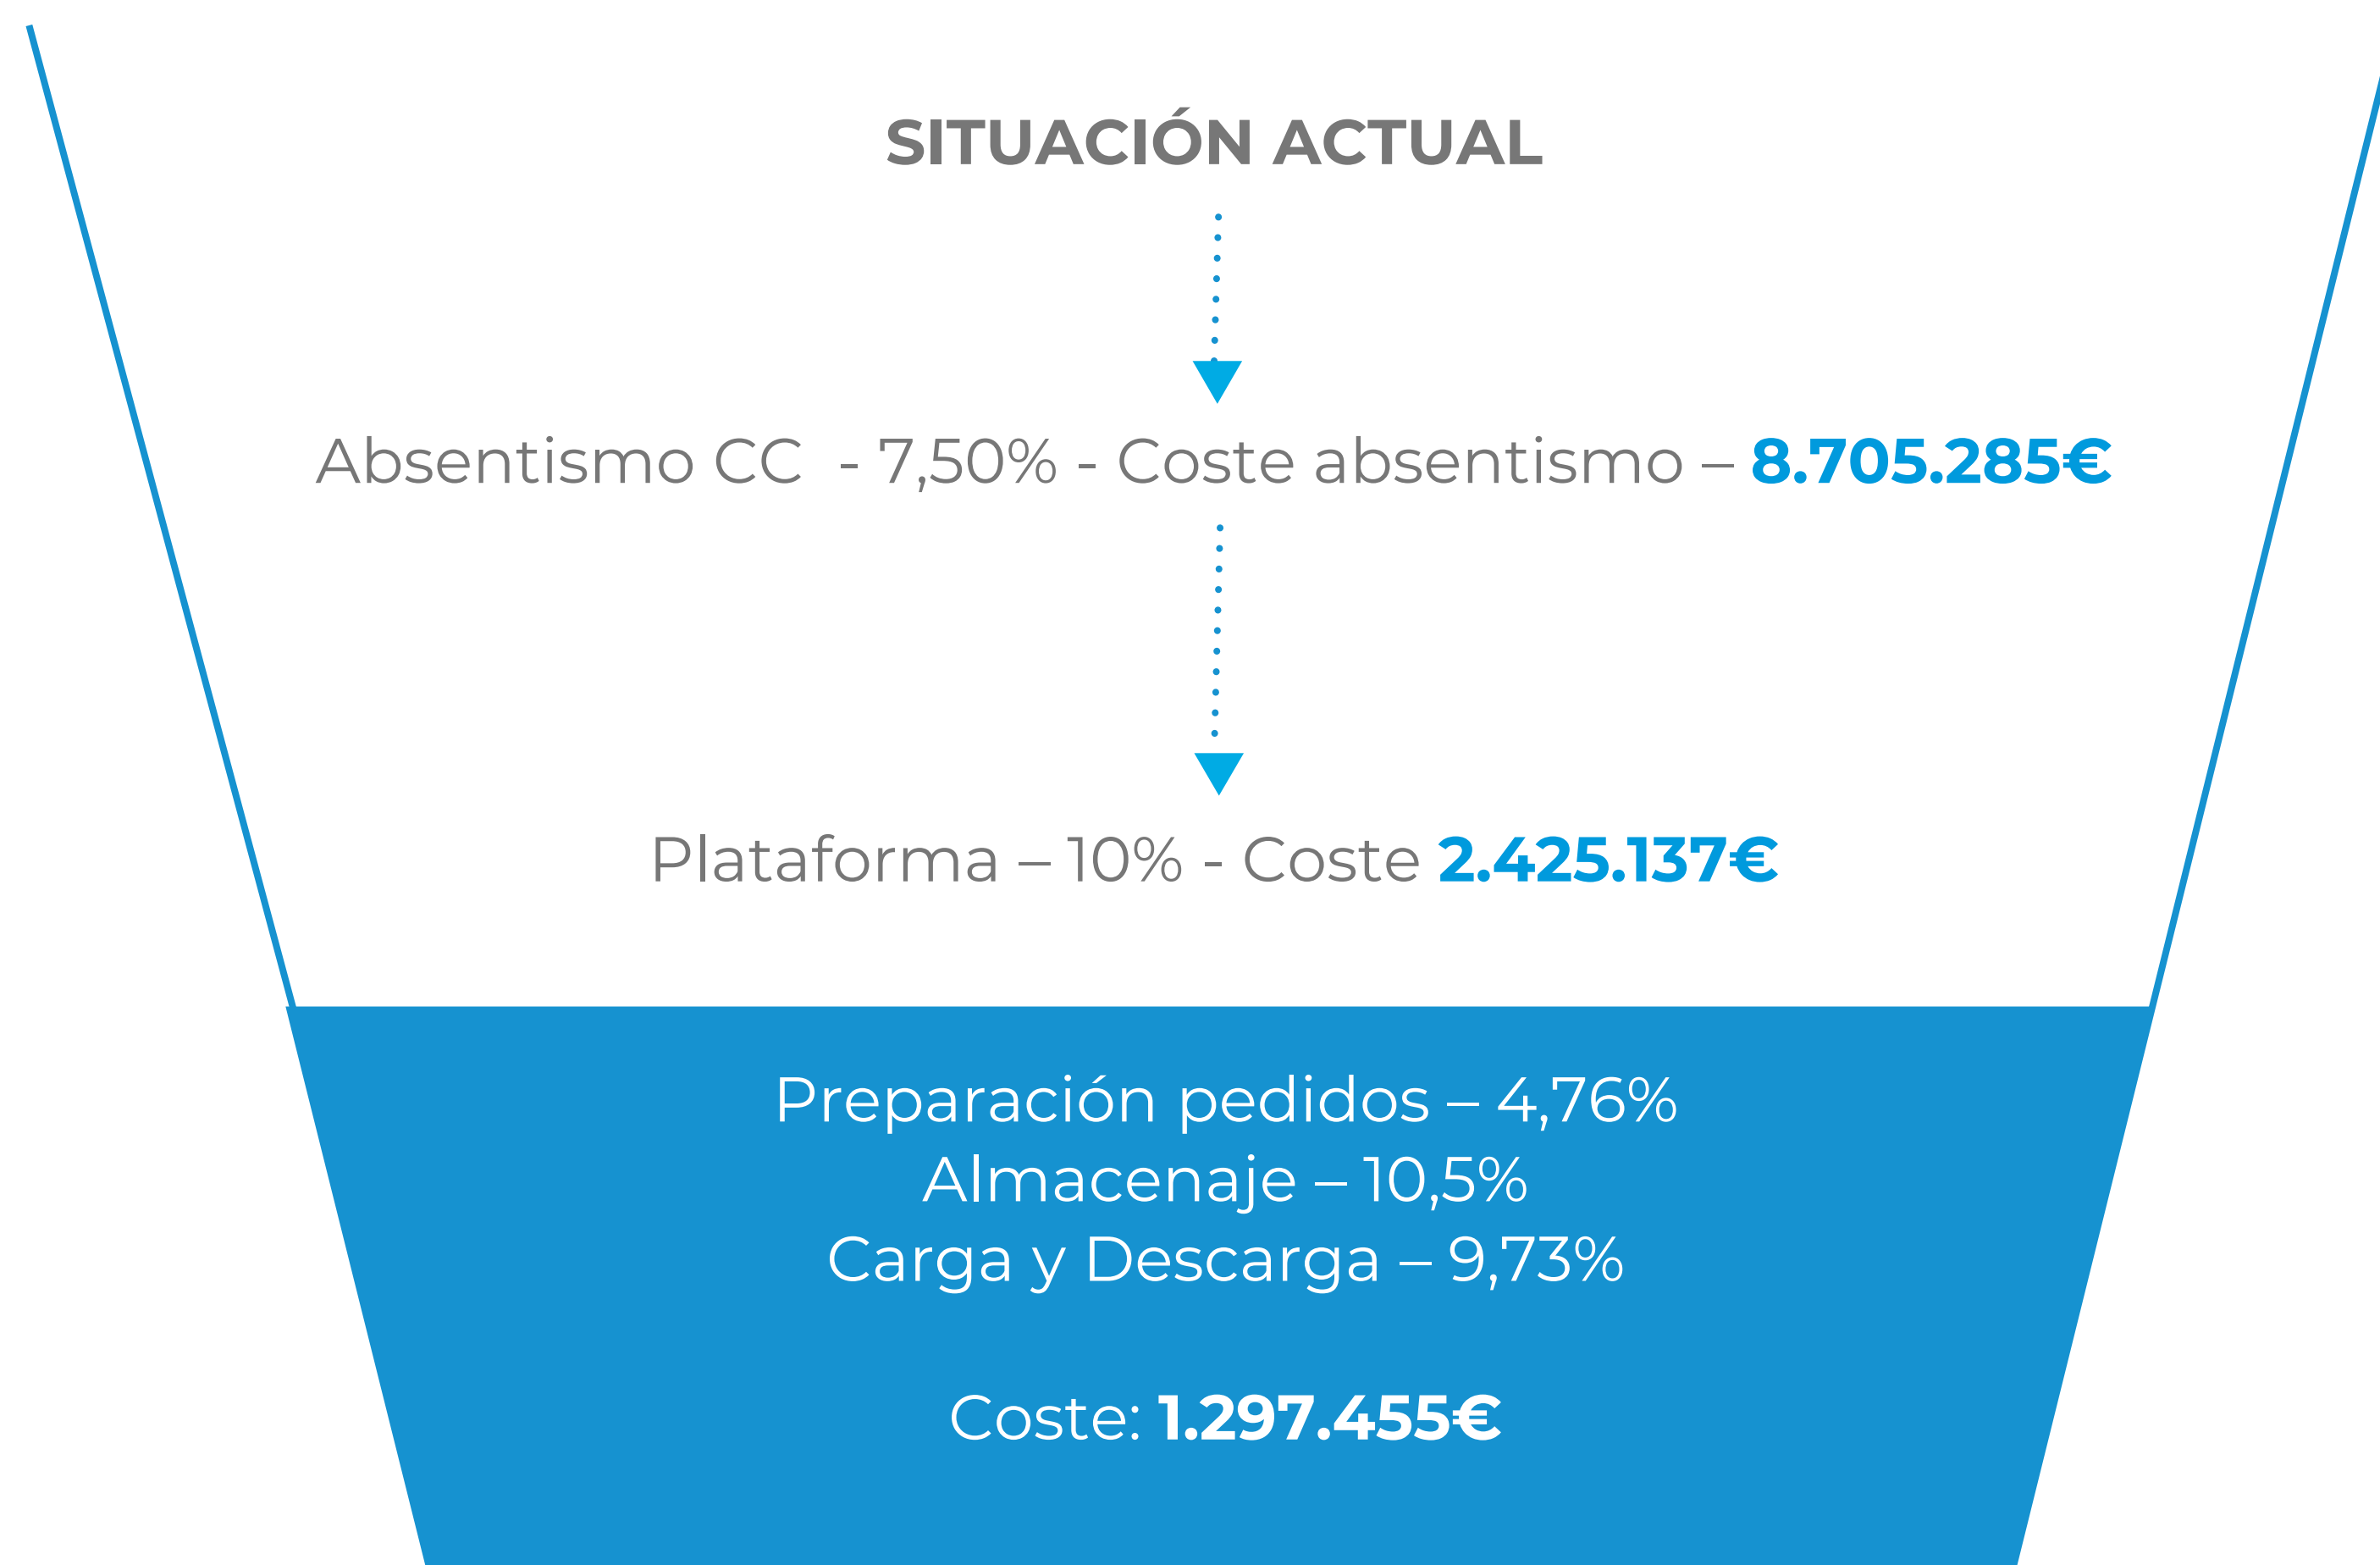 SITUACIÓN ACTUAL
Absentismo CC - 7,50% - Coste absentismo – 8.705.285€
Plataforma – 10% - Coste 2.425.137€
Preparación pedidos – 4,76%
Almacenaje – 10,5%
Carga y Descarga – 9,73%
Coste: 1.297.455€